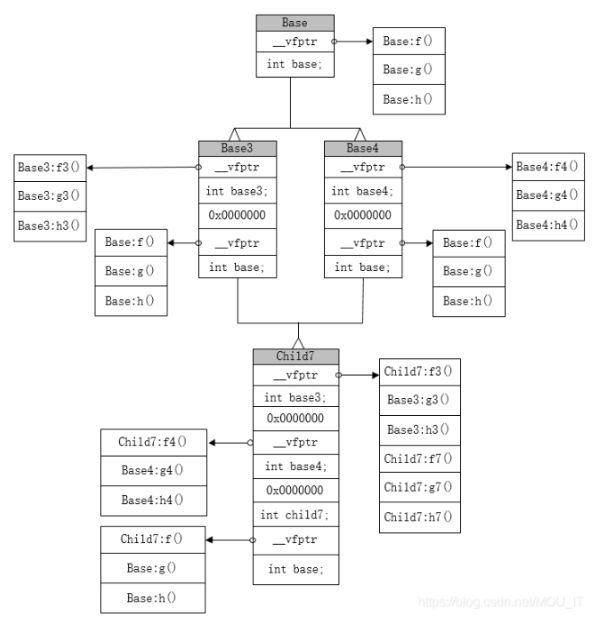 Base
__vfptr
int base;
Base:f()
Base:g()
Base:h()
Base3
__vfptr
int base3;
0x0000000
__vfptr
int base;
Base3:f3()
Base3:g3()
Base3:h3()
Base:f()
Base:g()
Base:h()
Base4
__vfptr
int base4;
0x0000000
__vfptr
int base;
Base4:f4()
Base4:g4()
Base4:h4()
Base:f()
Base:g()
Base:h()
Child7
__vfptr
int base3;
0x0000000
__vfptr
int base4;
0x0000000
int child7;
__vfptr
int base;
Child7:f3()
Base3:g3()
Base3:h3()
Child7:f7()
Child7:g7()
Child7:h7()
Child7:f4()
Base4:g4()
Base4:h4()
Child7:f()
Base:g()
Base:h()
https://blog.csdn.net/MOU_IT